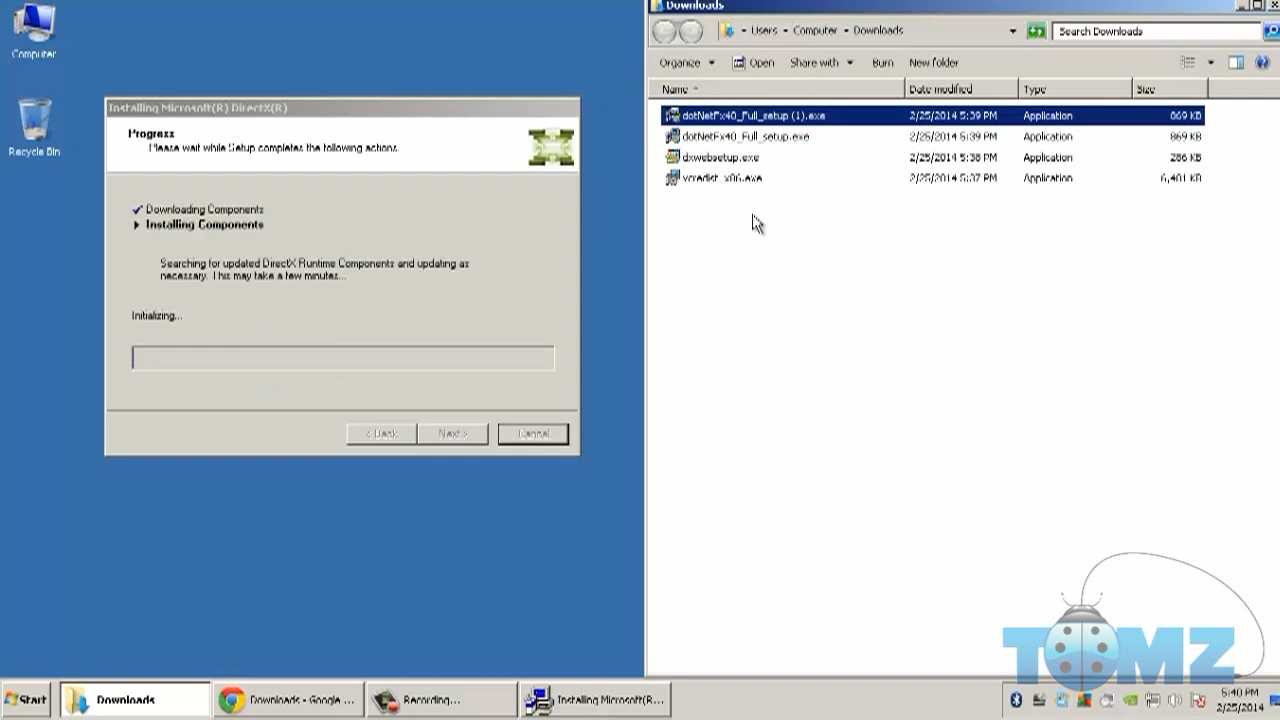 Computer
Recycle Bin
Installing Microsoft(R) DirectX(R)
Progress
Please wait while Setup completes the following actions.
Downloading Components
Installing Components
Searching for updated DirectX Runtime Components and updating as
necessary. This may take a few minutes...
Initializing...
< Back
Next >
Cancel
Downloads
Users
Computer
Downloads
Search Downloads
Organize
Open
Share with
Burn
New folder
Name
Date modified
Type
Size
dotNetFx40_Full_setup (1).exe
2/25/2014 5:39 PM
Application
869 KB
dotNetFx40_Full_setup.exe
2/25/2014 5:39 PM
Application
869 KB
dxwebsetup.exe
2/25/2014 5:38 PM
Application
286 KB
vcredist_x86.exe
2/25/2014 5:37 PM
Application
6,401 KB
TOMZ
Start
Downloads
Downloads - Google ...
Recording...
Installing Microsoft(R...
5:40 PM
2/25/2014